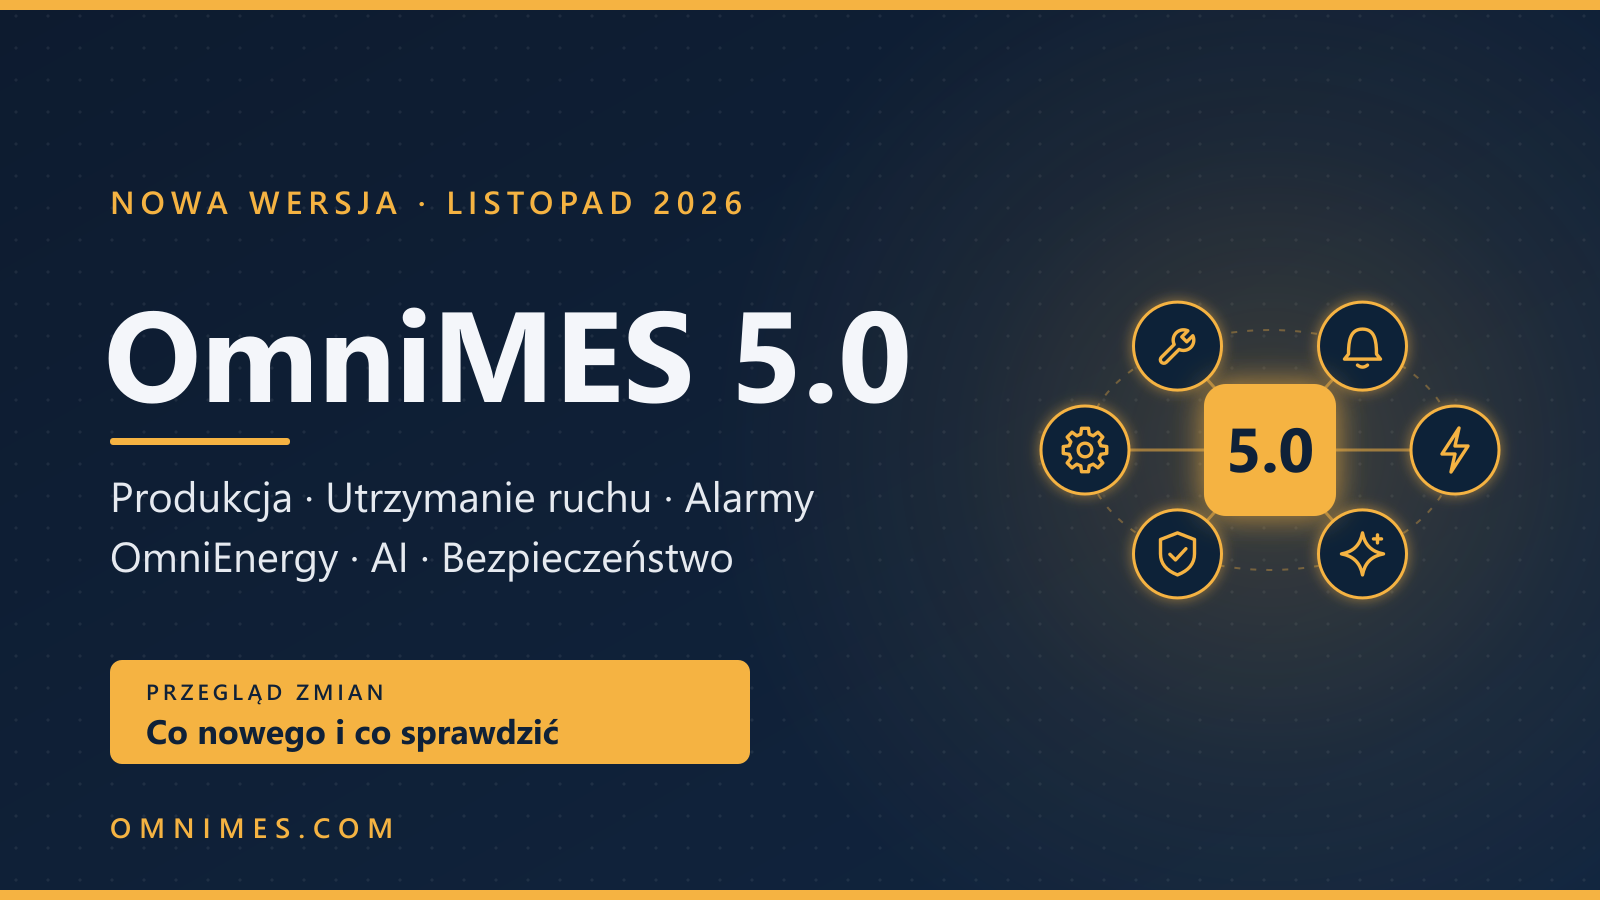 NOWA WERSJA · LISTOPAD 2026
OmniMES 5.0
Produkcja · Utrzymanie ruchu · Alarmy
OmniEnergy · AI · Bezpieczeństwo
PRZEGLĄD ZMIAN
Co nowego i co sprawdzić
OMNIMES.COM
5.0